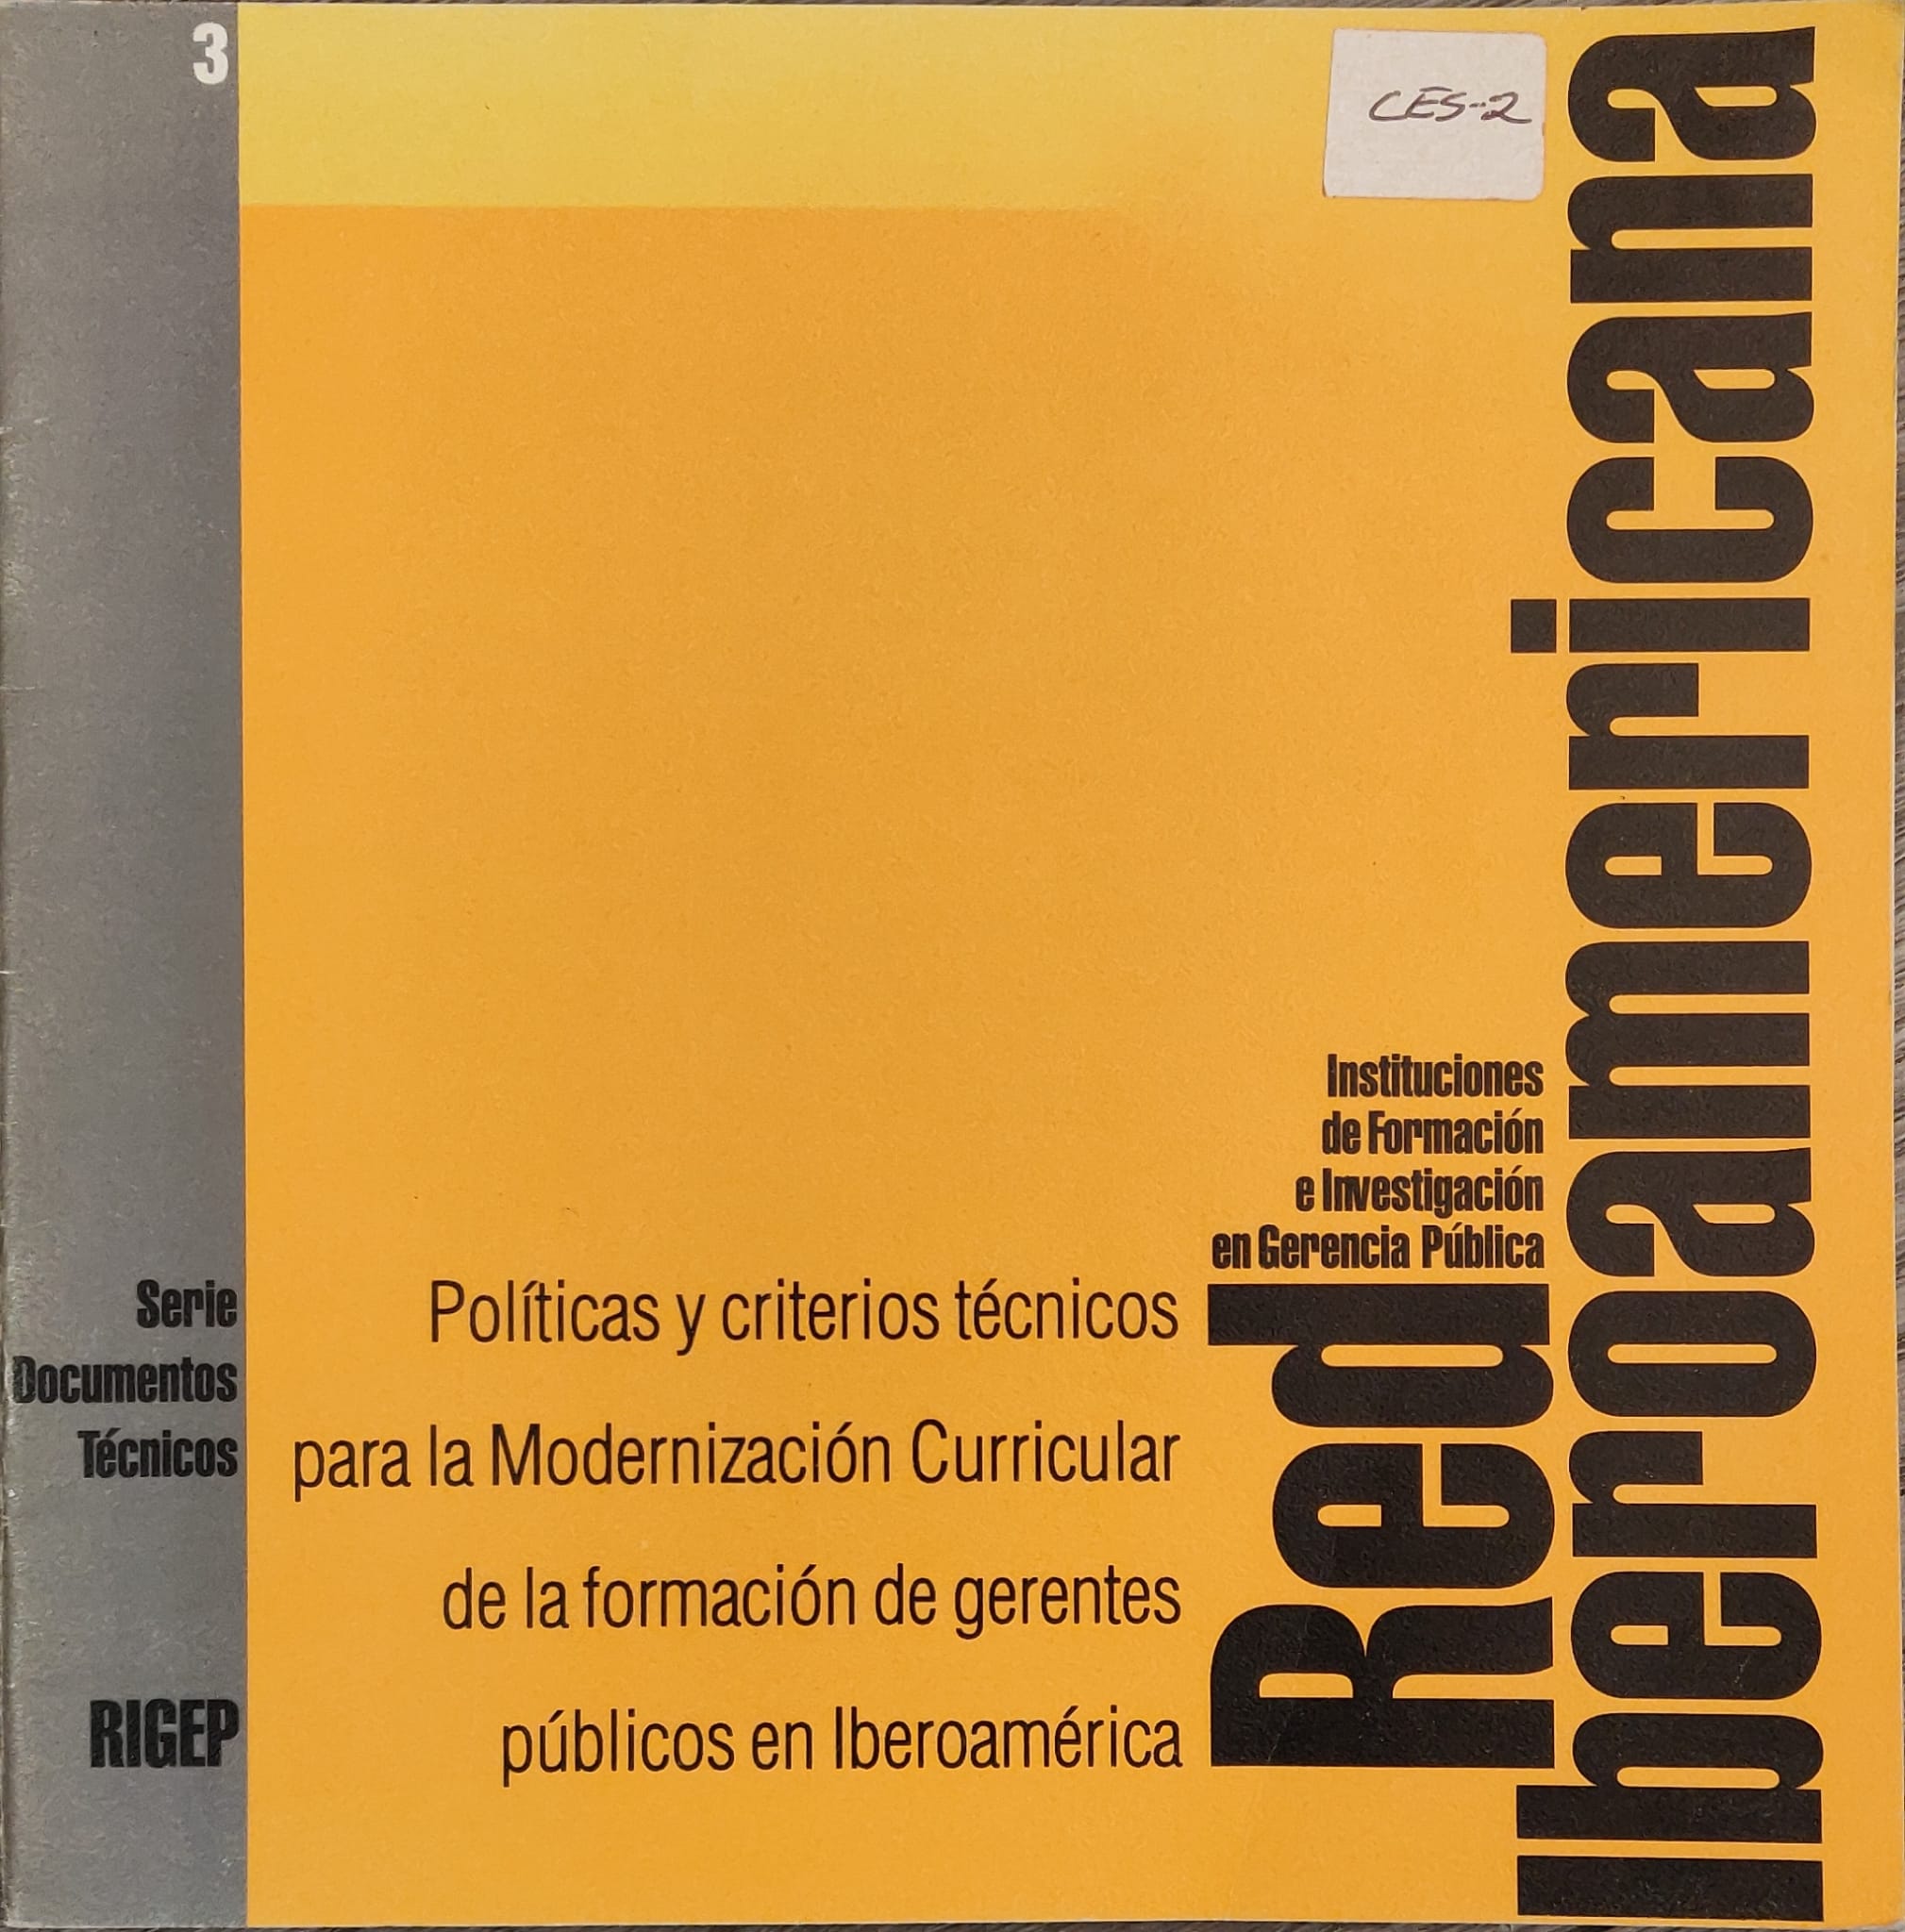 3
CES-2
Red
Iberoamericana
Instituciones
de Formación
e Investigación
en Gerencia Pública
Políticas y criterios técnicos
para la Modernización Curricular
de la formación de gerentes
públicos en Iberoamérica
Serie
Documentos
Técnicos
RIGEP